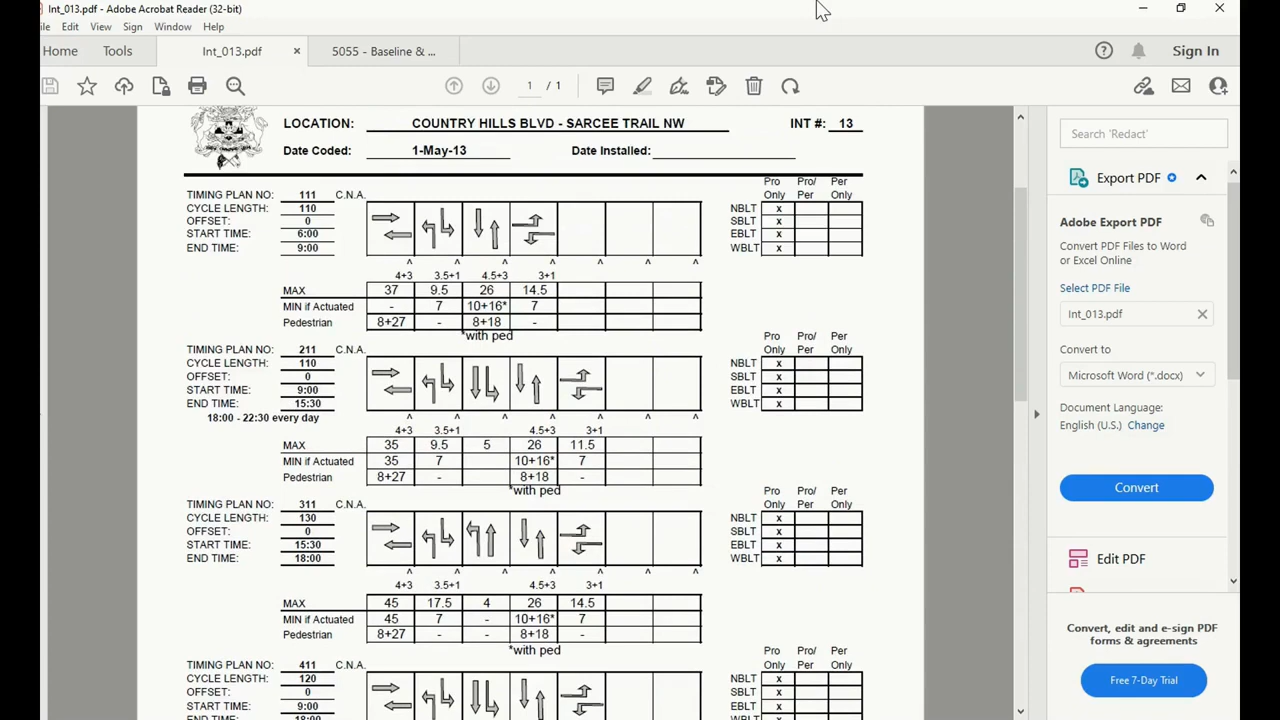 Int_013.pdf - Adobe Acrobat Reader (32-bit)
ile Edit View Sign Window Help
Home Tools Int_013.pdf × 5055 - Baseline & ... Sign In
1 / 1
LOCATION: COUNTRY HILLS BLVD - SARCEE TRAIL NW INT #: 13
Date Coded: 1-May-13 Date Installed:
TIMING PLAN NO: 111 C.N.A. Pro Only Pro/ Per Per Only
CYCLE LENGTH: 110 NBLT x
OFFSET: 0 SBLT x
START TIME: 6:00 EBLT x
END TIME: 9:00 WBLT x
^ ^ ^ ^ ^ ^ ^
4+3 3.5+1 4.5+3 3+1
MAX 37 9.5 26 14.5
MIN if Actuated - 7 10+16* 7
Pedestrian 8+27 - 8+18 -
*with ped
TIMING PLAN NO: 211 C.N.A. Pro Only Pro/ Per Per Only
CYCLE LENGTH: 110 NBLT x
OFFSET: 0 SBLT x
START TIME: 9:00 EBLT x
END TIME: 15:30 WBLT x
18:00 - 22:30 every day ^ ^ ^ ^ ^ ^ ^
4+3 3.5+1 4.5+3 3+1
MAX 35 9.5 5 26 11.5
MIN if Actuated 35 7 10+16* 7
Pedestrian 8+27 - 8+18 -
*with ped
TIMING PLAN NO: 311 C.N.A. Pro Only Pro/ Per Per Only
CYCLE LENGTH: 130 NBLT x
OFFSET: 0 SBLT x
START TIME: 15:30 EBLT x
END TIME: 18:00 WBLT x
^ ^ ^ ^ ^ ^ ^
4+3 3.5+1 4.5+3 3+1
MAX 45 17.5 4 26 14.5
MIN if Actuated 45 7 - 10+16* 7
Pedestrian 8+27 - - 8+18 -
*with ped
TIMING PLAN NO: 411 C.N.A. Pro Only Pro/ Per Per Only
CYCLE LENGTH: 120 NBLT x
OFFSET: 0 SBLT x
START TIME: 9:00 EBLT x
END TIME: 18:00 WBLT x
Search 'Redact'
Export PDF
Adobe Export PDF
Convert PDF Files to Word
or Excel Online
Select PDF File
Int_013.pdf
Convert to
Microsoft Word (*.docx)
Document Language:
English (U.S.) Change
Convert
Edit PDF
Convert, edit and e-sign PDF
forms & agreements
Free 7-Day Trial